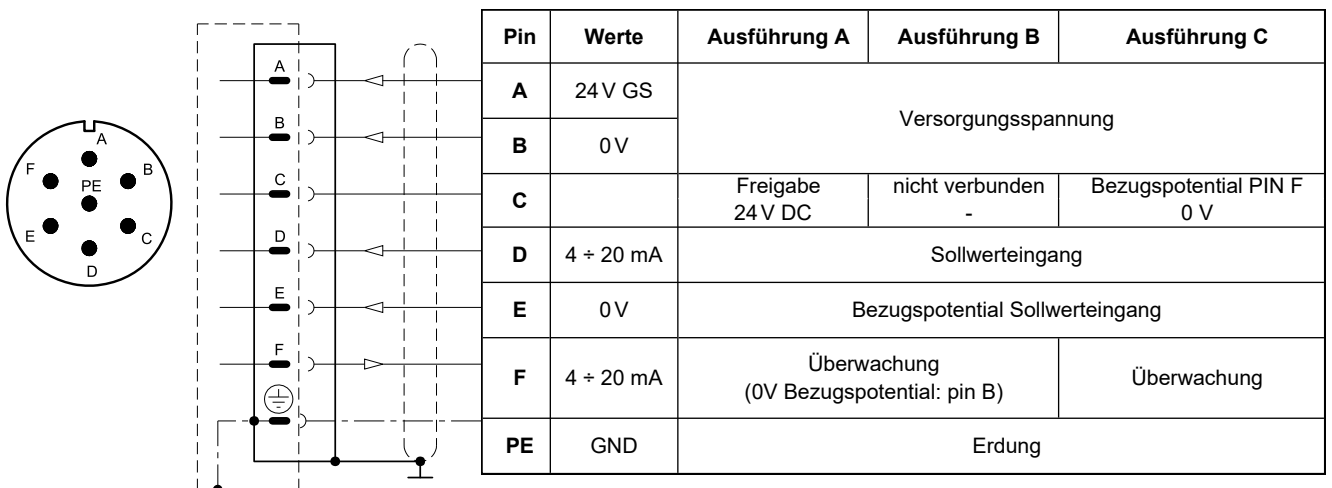 A
B
C
D
E
F
PE
A
B
C
D
E
F
Pin Werte Ausführung A Ausführung B Ausführung C
A 24 V GS Versorgungsspannung
B 0 V
C Freigabe 24 V DC nicht verbunden - Bezugspotential PIN F 0 V
D 4 ÷ 20 mA Sollwerteingang
E 0 V Bezugspotential Sollwerteingang
F 4 ÷ 20 mA Überwachung (0V Bezugspotential: pin B) Überwachung
PE GND Erdung